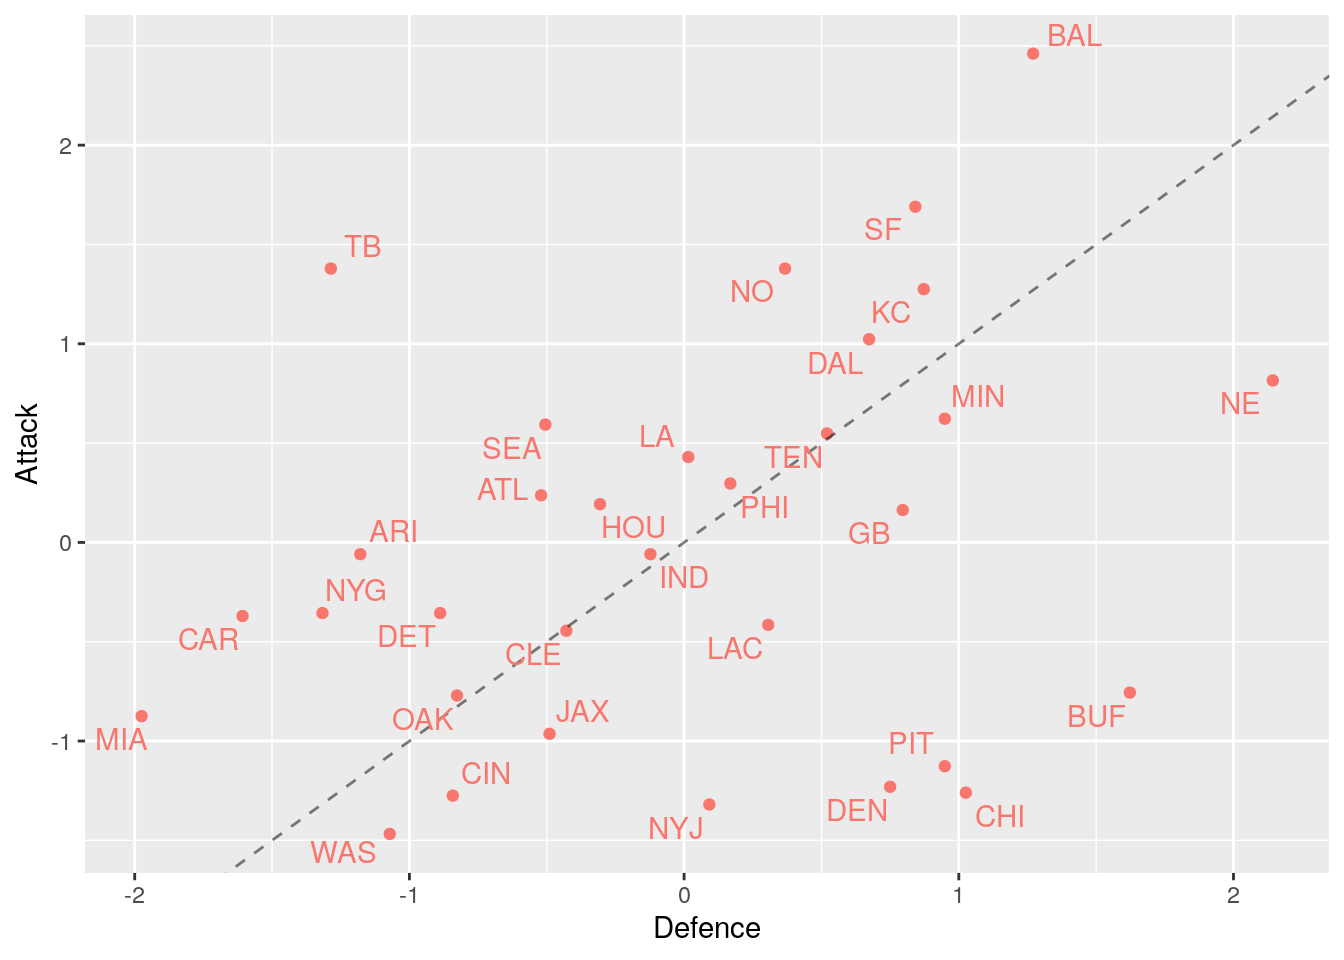 BAL
2
SF
TB
NO
KC
1
DAL
MIN
NE
LA
SEA
TEN
ATL
PHI
HOU
GB
ARI
0
IND
NYG
CAR
DET
LAC
CLE
JAX
BUF
OAK
MIA
-1
PIT
CIN
DEN
CHI
NYJ
WAS
-2
-1
0
1
2
Defence
Attack